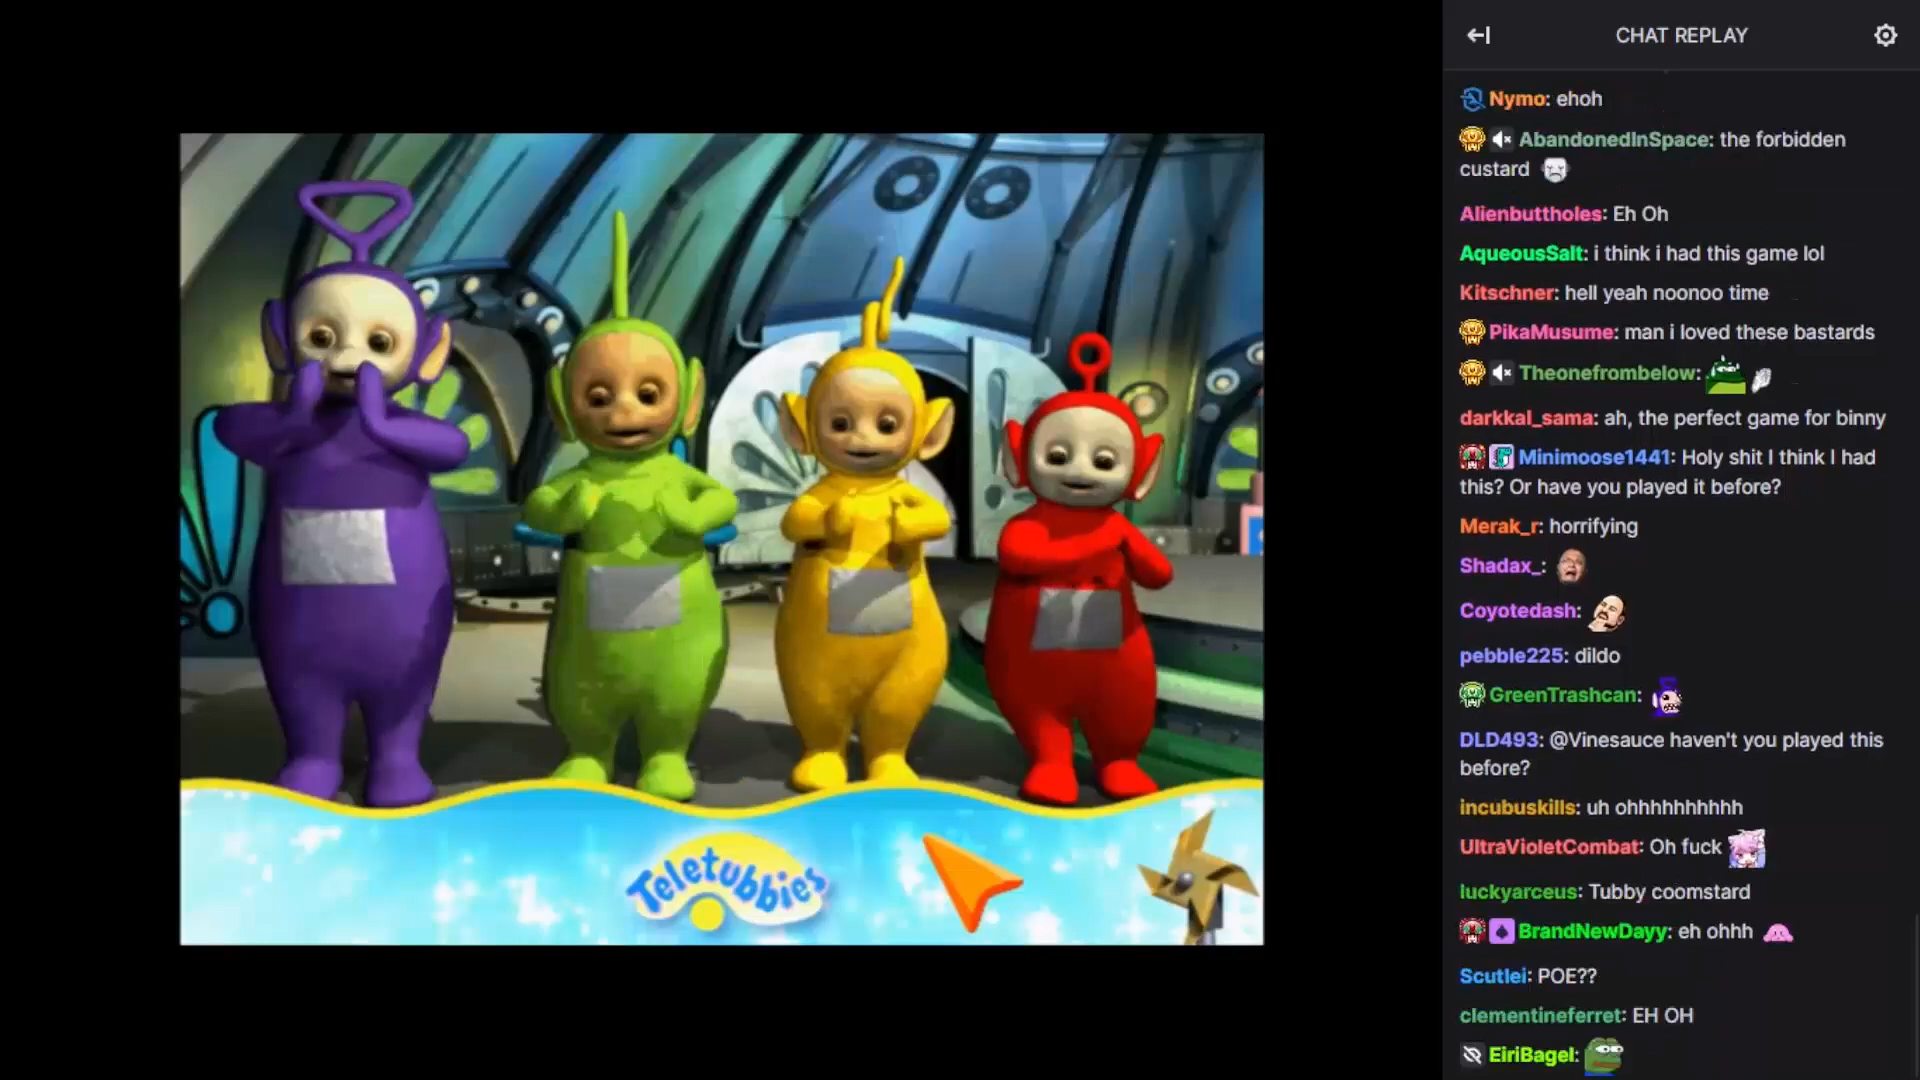 Teletubbies
CHAT REPLAY
Nymo: ehoh
AbandonedInSpace: the forbidden
custard
Alienbuttholes: Eh Oh
AqueousSalt: i think i had this game lol
Kitschner: hell yeah noonoo time
PikaMusume: man i loved these bastards
Theonefrombelow:
darkkal_sama: ah, the perfect game for binny
Minimoose1441: Holy shit I think I had
this? Or have you played it before?
Merak_r: horrifying
Shadax_:
Coyotedash:
pebble225: dildo
GreenTrashcan:
DLD493: @Vinesauce haven't you played this
before?
incubuskills: uh ohhhhhhhhhh
UltraVioletCombat: Oh fuck
luckyarceus: Tubby coomstard
BrandNewDayy: eh ohhh
Scutlei: POE??
clementineferret: EH OH
EiriBagel: